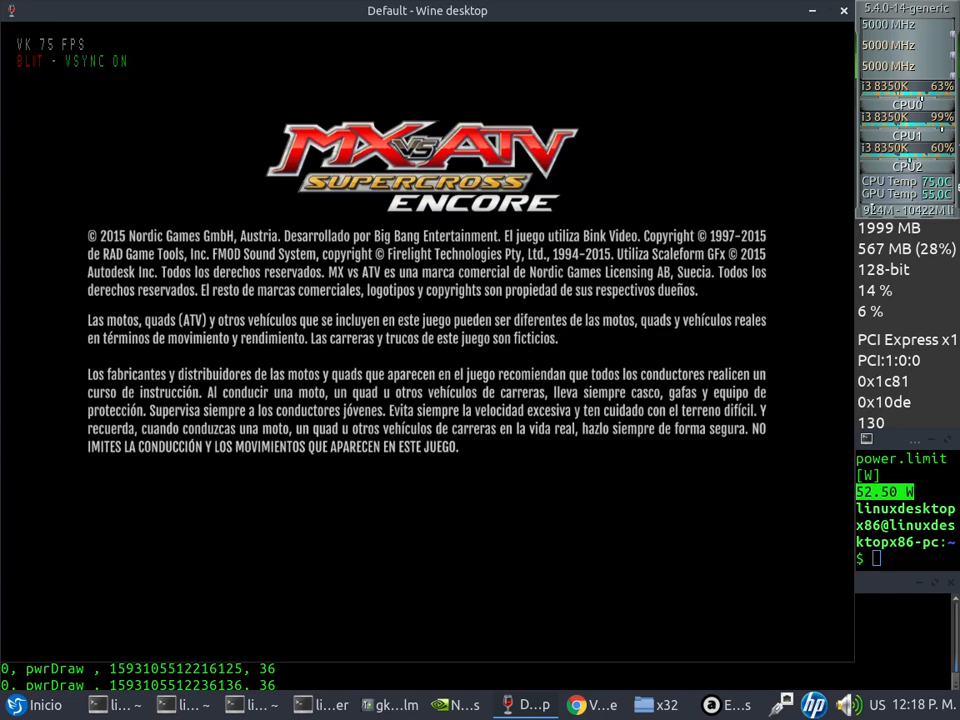 Default - Wine desktop
5.4.0-14-generic
VK 75 FPS
BLIT - VSYNC ON
5000 MHz
5000 MHz
5000 MHz
i3 8350K 63%
CPU0
i3 8350K 99%
CPU1
i3 8350K 60%
CPU2
CPU Temp 75,0C
GPU Temp 55,0C
924M - 10422M li
1999 MB
567 MB (28%)
128-bit
14 %
6 %
PCI Express x1
PCI:1:0:0
0x1c81
0x10de
130
MX vs ATV
SUPERCROSS
ENCORE
© 2015 Nordic Games GmbH, Austria. Desarrollado por Big Bang Entertainment. El juego utiliza Bink Video. Copyright © 1997-2015
de RAD Game Tools, Inc. FMOD Sound System, copyright © Firelight Technologies Pty, Ltd., 1994-2015. Utiliza Scaleform GFx © 2015
Autodesk Inc. Todos los derechos reservados. MX vs ATV es una marca comercial de Nordic Games Licensing AB, Suecia. Todos los
derechos reservados. El resto de marcas comerciales, logotipos y copyrights son propiedad de sus respectivos dueños.
Las motos, quads (ATV) y otros vehículos que se incluyen en este juego pueden ser diferentes de las motos, quads y vehículos reales
en términos de movimiento y rendimiento. Las carreras y trucos de este juego son ficticios.
Los fabricantes y distribuidores de las motos y quads que aparecen en el juego recomiendan que todos los conductores realicen un
curso de instrucción. Al conducir una moto, un quad u otros vehículos de carreras, lleva siempre casco, gafas y equipo de
protección. Supervisa siempre a los conductores jóvenes. Evita siempre la velocidad excesiva y ten cuidado con el terreno difícil. Y
recuerda, cuando conduzcas una moto, un quad u otros vehículos de carreras en la vida real, hazlo siempre de forma segura. NO
IMITES LA CONDUCCIÓN Y LOS MOVIMIENTOS QUE APARECEN EN ESTE JUEGO.
...
power.limit
[W]
52.50 W
linuxdesktop
x86@linuxdes
ktopx86-pc:~
$
0, pwrDraw , 1593105512216125, 36
0, pwrDraw , 1593105512236136, 36
Inicio
li... ~
li... ~
li... ~
li...er
gk...lm
N...s
D...p
V...e
x32
E...s
hp
US
12:18 P. M.